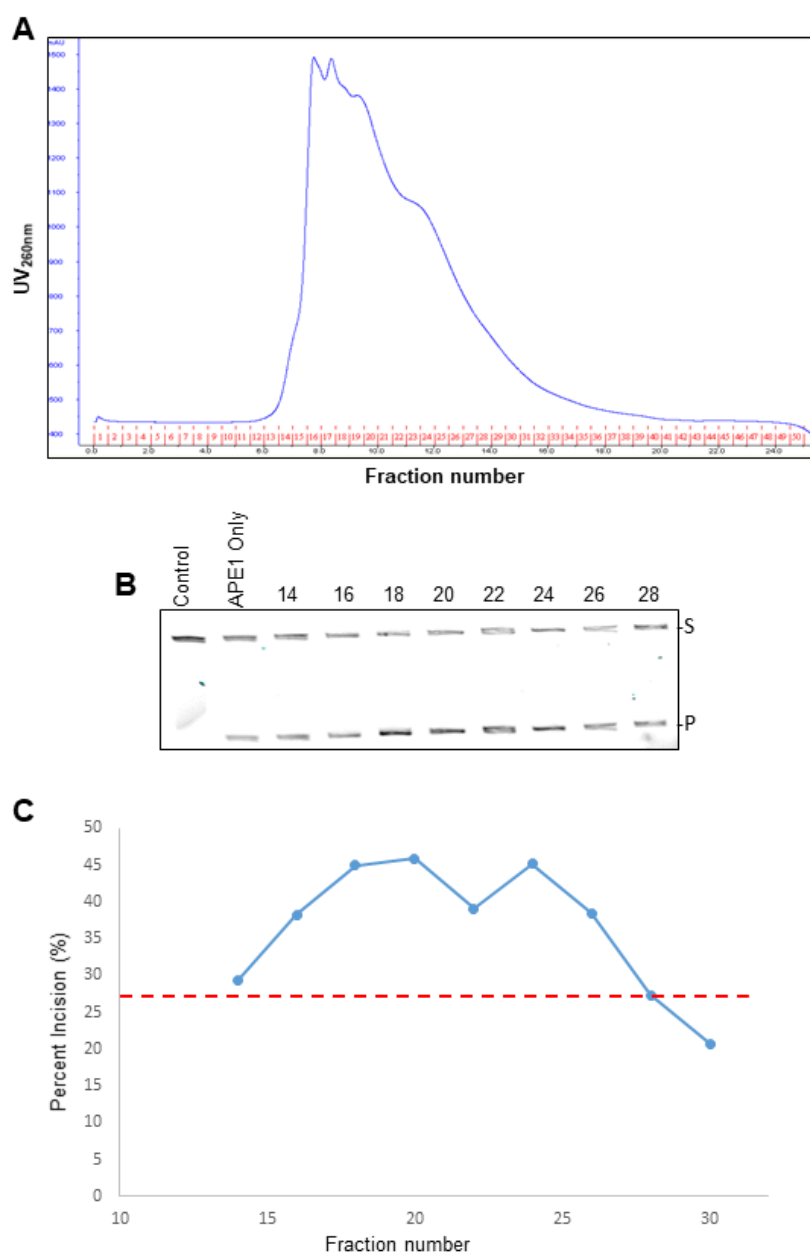 A
mAU
1500
1400
1100
1000
900
700
600
500
400
UV260nm
1 2 3 4 5 6 7 8 9 10 11 12 13 14 15 16 17 18 19 20 21 22 23 24 25 26 27 28 29 30 31 32 33 34 35 36 37 38 39 40 41 42 43 44 45 46 47 48 49 50
0.0 2.0 4.0 6.0 8.0 10.0 12.0 14.0 16.0 18.0 20.0 22.0 24.0
Fraction number
B
Control APE1 Only 14 16 18 20 22 24 26 28
-S
-P
C
50
45
40
35
30
25
20
15
10
5
0
Percent Incision (%)
10 15 20 25 30
Fraction number